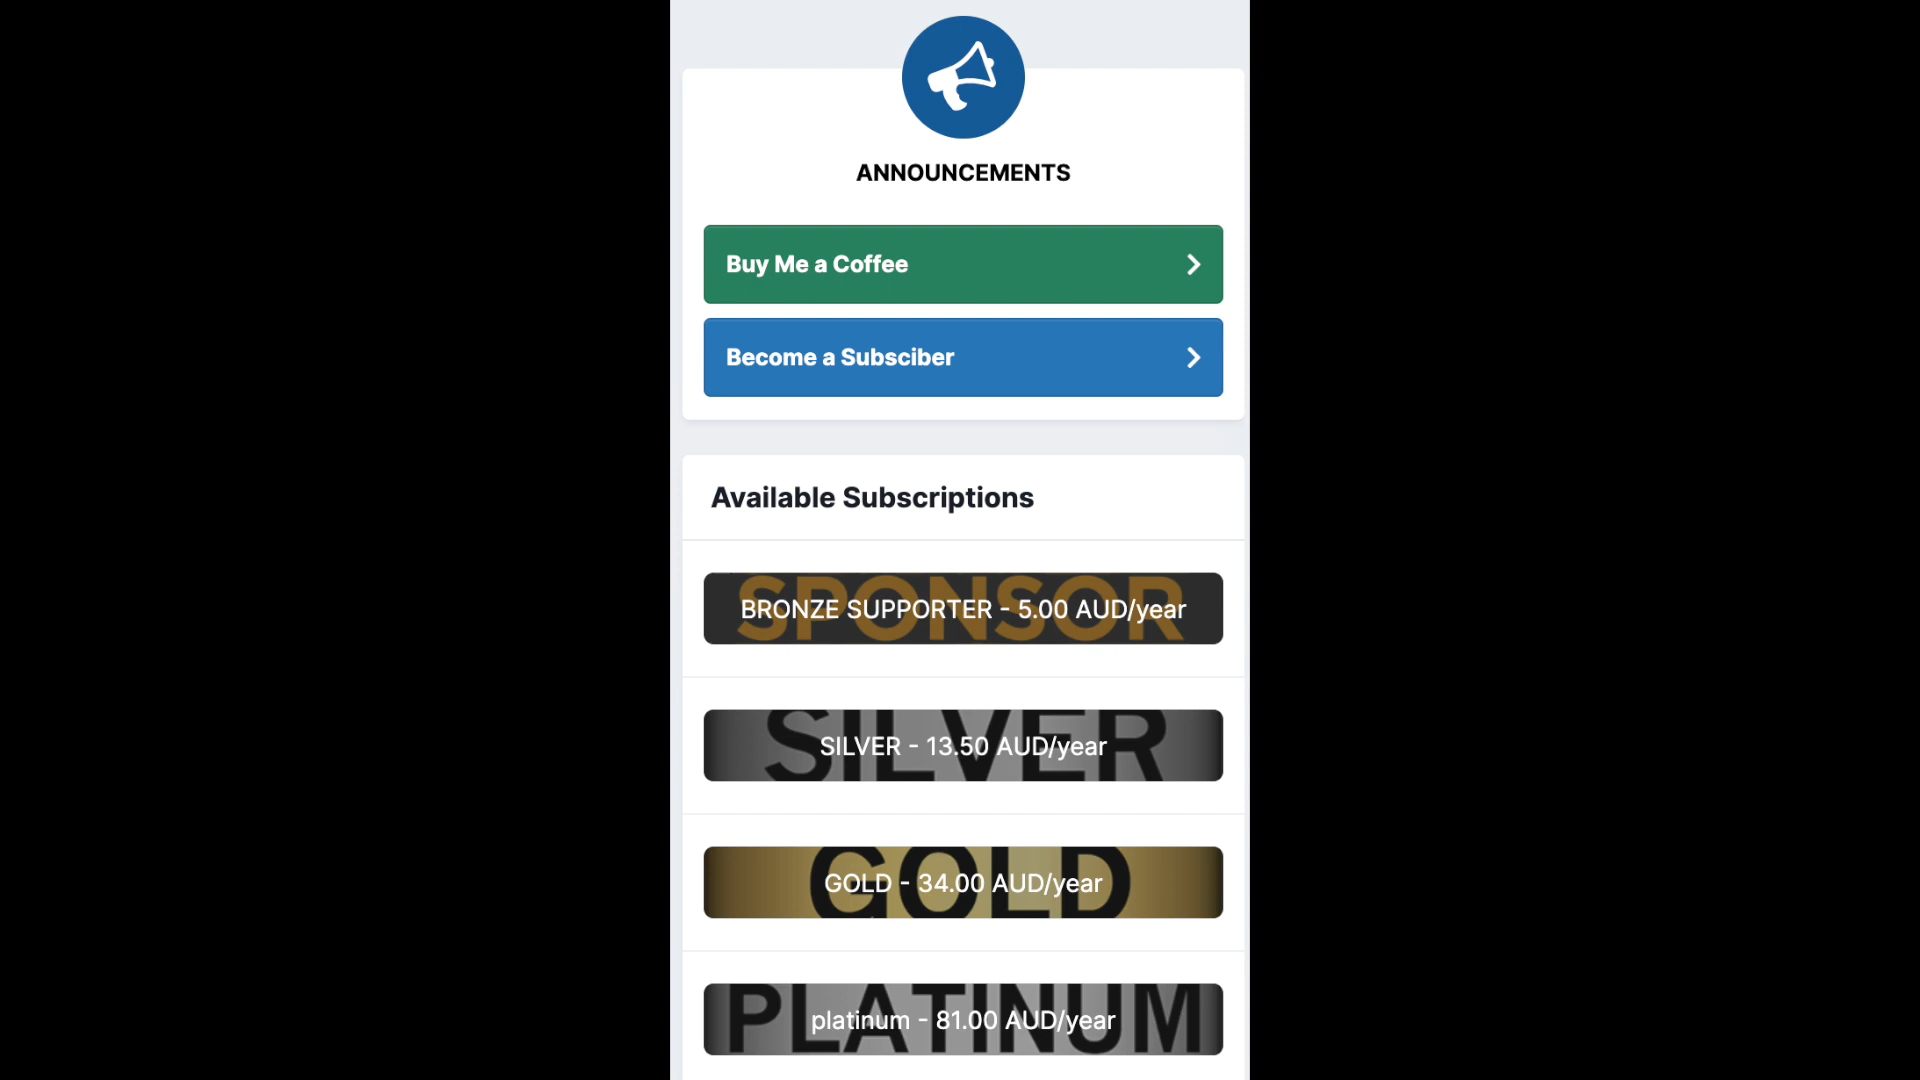 ANNOUNCEMENTS
Buy Me a Coffee
Become a Subsciber
Available Subscriptions
SPONSOR
BRONZE SUPPORTER - 5.00 AUD/year
SILVER
SILVER - 13.50 AUD/year
GOLD
GOLD - 34.00 AUD/year
PLATINUM
platinum - 81.00 AUD/year